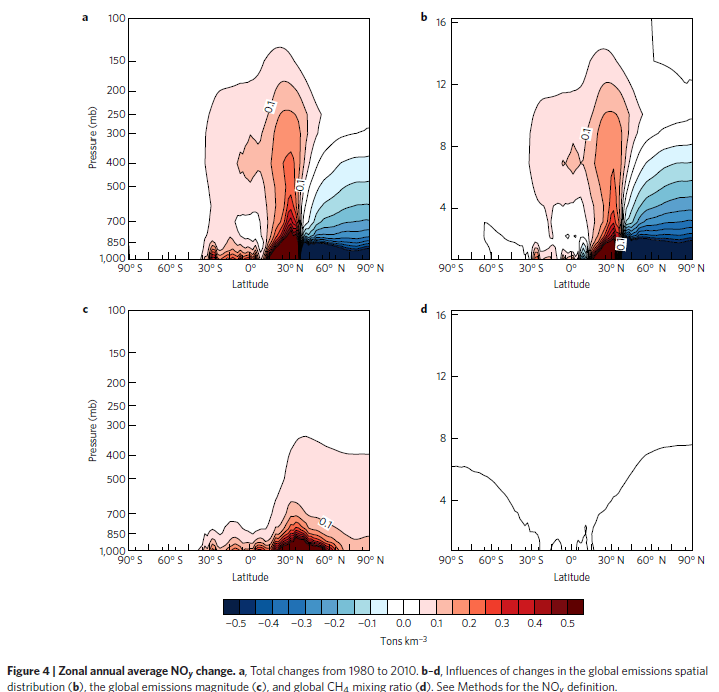 a
b
100
150
200
250
300
400
500
700
850
1,000
Pressure (mb)
0.1
0.1
90° S 60° S 30° S 0° 30° N 60° N 90° N
Latitude
16
12
8
4
0.1
0.1
90° S 60° S 30° S 0° 30° N 60° N 90° N
Latitude
c
d
100
150
200
250
300
400
500
700
850
1,000
Pressure (mb)
0.1
90° S 60° S 30° S 0° 30° N 60° N 90° N
Latitude
16
12
8
4
90° S 60° S 30° S 0° 30° N 60° N 90° N
Latitude
−0.5 −0.4 −0.3 −0.2 −0.1 0.0 0.1 0.2 0.3 0.4 0.5
Tons km⁻³
Figure 4 | Zonal annual average NOy change. a, Total changes from 1980 to 2010. b–d, Influences of changes in the global emissions spatial
distribution (b), the global emissions magnitude (c), and global CH₄ mixing ratio (d). See Methods for the NOy definition.